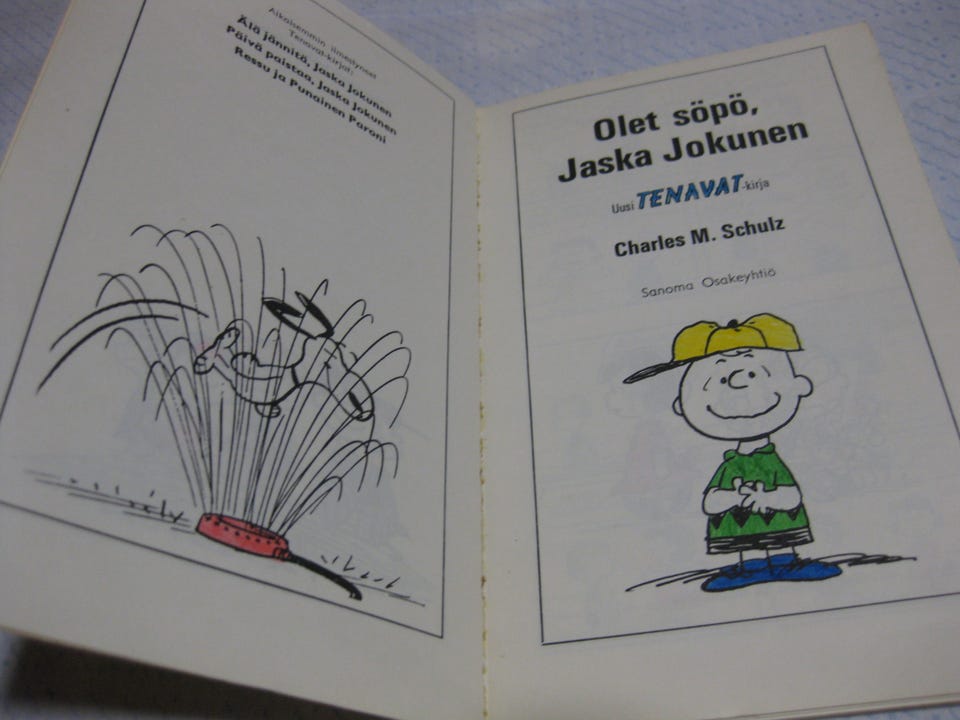 Aikaisemmin ilmestyneet
Tenavat-kirjat:
Älä jännitä, Jaska Jokunen
Päivä paistaa, Jaska Jokunen
Ressu ja Punainen Paroni
Olet söpö,
Jaska Jokunen
Uusi TENAVAT-kirja
Charles M. Schulz
Sanoma Osakeyhtiö